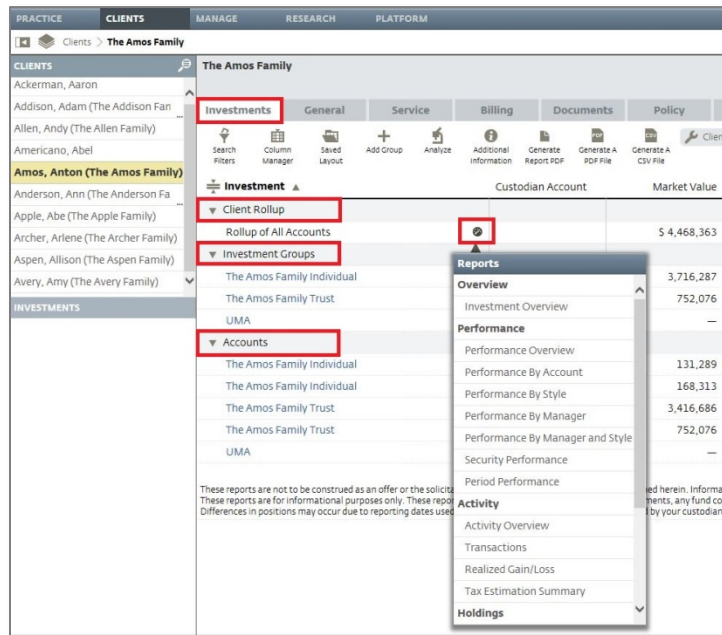 PRACTICE CLIENTS MANAGE RESEARCH PLATFORM
Clients > The Amos Family
CLIENTS
Ackerman, Aaron
Addison, Adam (The Addison Fan ...
Allen, Andy (The Allen Family)
Americano, Abel
Amos, Anton (The Amos Family)
Anderson, Ann (The Anderson Fa ...
Apple, Abe (The Apple Family)
Archer, Arlene (The Archer Family)
Aspen, Allison (The Aspen Family)
Avery, Amy (The Avery Family)
INVESTMENTS
The Amos Family
Investments General Service Billing Documents Policy
Search Filters
Column Manager
Saved Layout
Add Group
Analyze
Additional Information
Generate Report PDF
Generate A PDF File
Generate A CSV File
Clien
Investment Custodian Account Market Value
Client Rollup
Rollup of All Accounts $ 4,468,363
Investment Groups
The Amos Family Individual 3,716,287
The Amos Family Trust 752,076
UMA —
Accounts
The Amos Family Individual 131,289
The Amos Family Individual 168,313
The Amos Family Trust 3,416,686
The Amos Family Trust 752,076
UMA —
Reports
Overview
Investment Overview
Performance
Performance Overview
Performance By Account
Performance By Style
Performance By Manager
Performance By Manager and Style
Security Performance
Period Performance
Activity
Activity Overview
Transactions
Realized Gain/Loss
Tax Estimation Summary
Holdings
These reports are not to be construed as an offer or the solicita ed herein. Informa
These reports are for informational purposes only. These repor ments, any fund co
Differences in positions may occur due to reporting dates used by your custodian